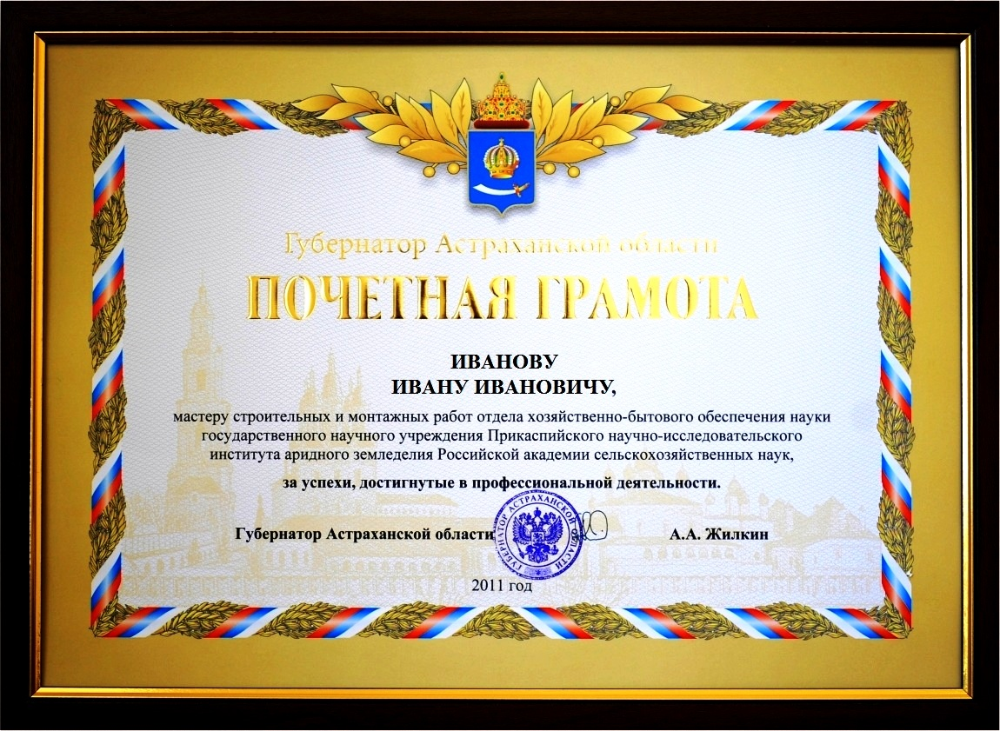 Губернатор Астраханской области
ПОЧЕТНАЯ ГРАМОТА
ИВАНОВУ
ИВАНУ ИВАНОВИЧУ,
мастеру строительных и монтажных работ отдела хозяйственно-бытового обеспечения науки
государственного научного учреждения Прикаспийского научно-исследовательского
института аридного земледелия Российской академии сельскохозяйственных наук,
за успехи, достигнутые в профессиональной деятельности.
Губернатор Астраханской области
ГУБЕРНАТОР АСТРАХАНСКОЙ ОБЛАСТИ
А.А. Жилкин
2011 год